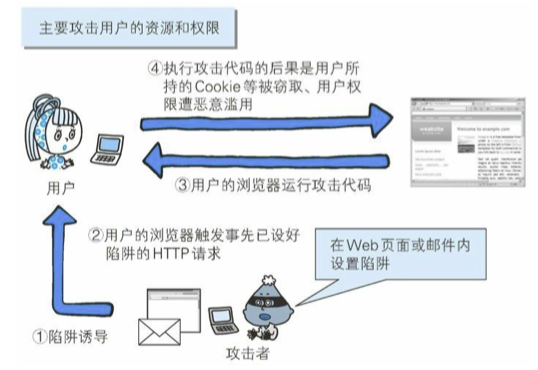 主要攻击用户的资源和权限
④执行攻击代码的后果是用户所
持的Cookie等被窃取、用户权
限遭恶意滥用
website
Welcome to example.com
用户
③用户的浏览器运行攻击代码
②用户的浏览器触发事先已设好
陷阱的HTTP请求
在Web页面或邮件内
设置陷阱
①陷阱诱导
攻击者